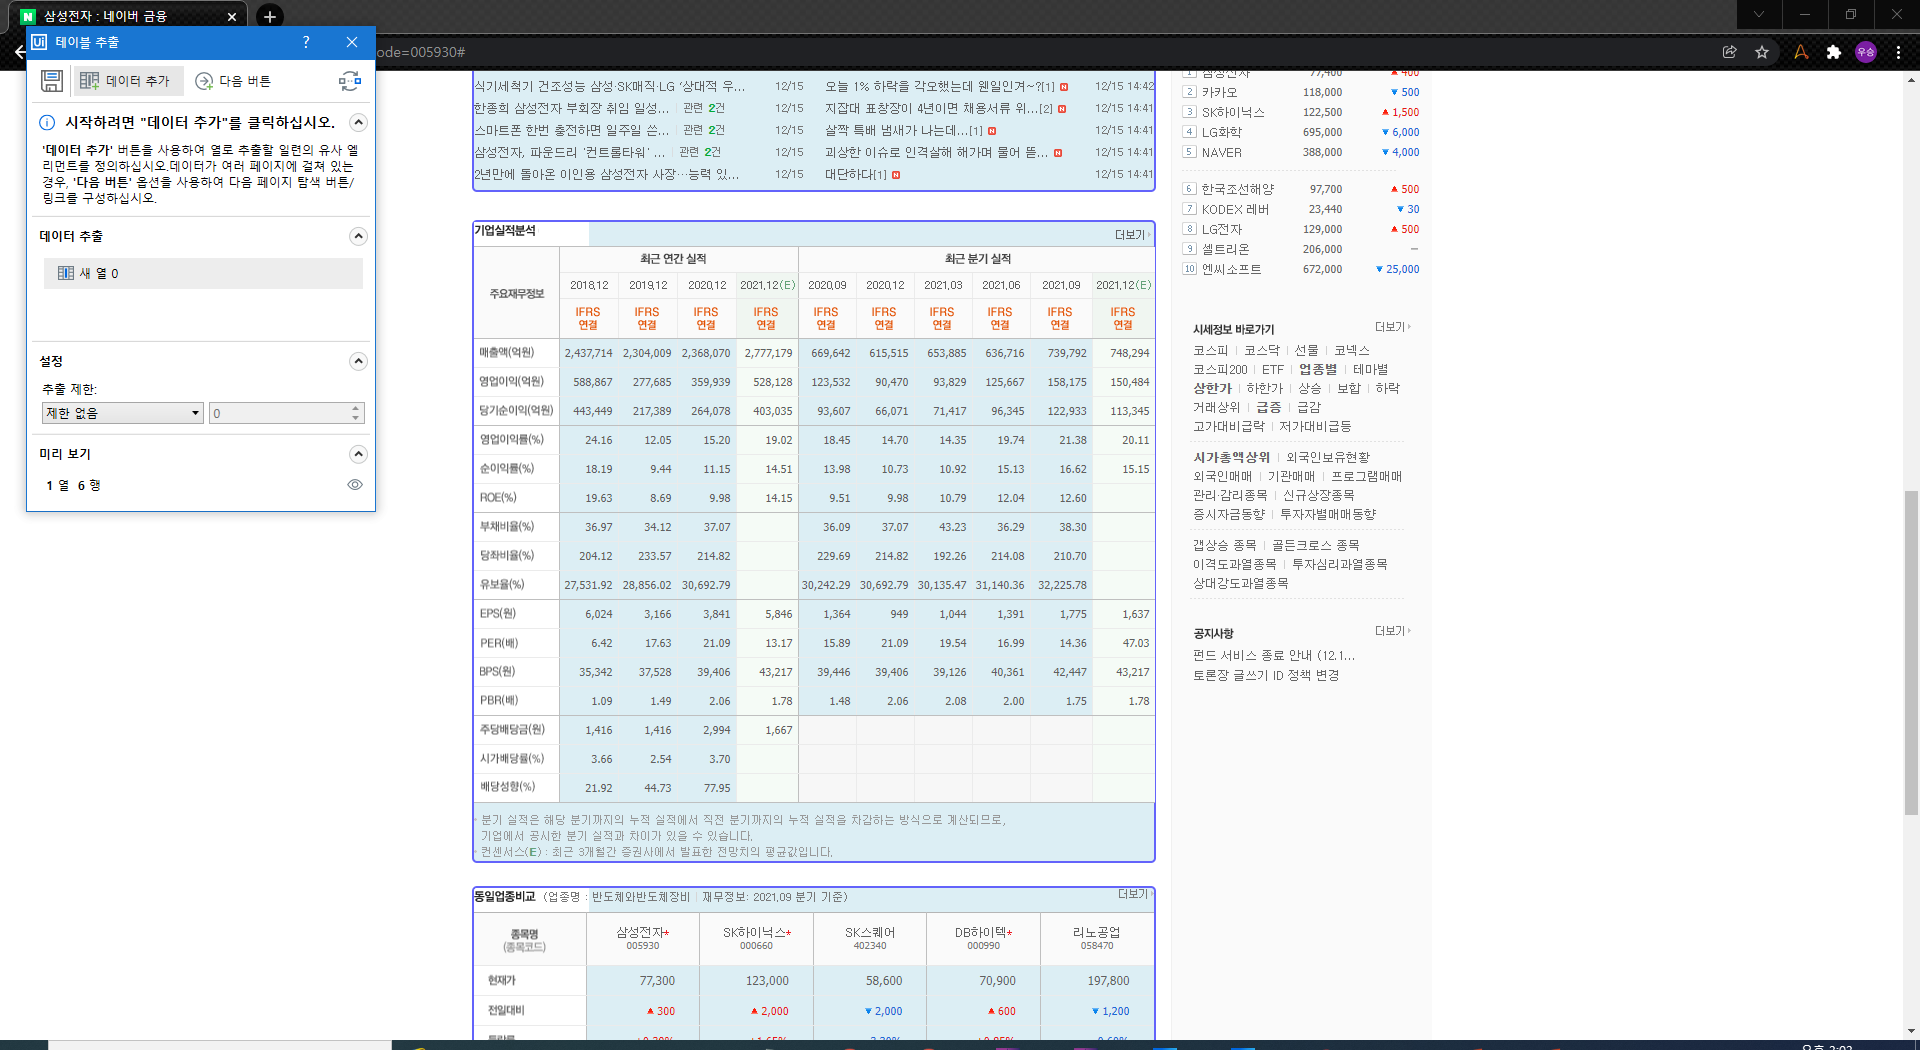 삼성전자 : 네이버 금융
ode=005930#
우승
테이블 추출
데이터 추가
다음 버튼
시작하려면 "데이터 추가"를 클릭하십시오.
'데이터 추가' 버튼을 사용하여 열로 추출할 일련의 유사 엘
리먼트를 정의하십시오.데이터가 여러 페이지에 걸쳐 있는
경우, '다음 버튼' 옵션을 사용하여 다음 페이지 탐색 버튼/
링크를 구성하십시오.
데이터 추출
새 열 0
설정
추출 제한:
제한 없음 0
미리 보기
1 열 6 행
식기세척기 건조성능 삼성·SK매직·LG '상대적 우... 12/15
한종희 삼성전자 부회장 취임 일성... 관련 2건 12/15
스마트폰 한번 충전하면 일주일 쓴... 관련 2건 12/15
삼성전자, 파운드리 '컨트롤타워' ... 관련 2건 12/15
2년만에 돌아온 이인용 삼성전자 사장…능력 있... 12/15
오늘 1% 하락을 각오했는데 웬일인겨~?[1] N 12/15 14:42
지잡대 표창장이 4년이면 채용서류 위...[2] N 12/15 14:41
살짝 특배 냄새가 나는데...[1] N 12/15 14:41
괴상한 이슈로 인격살해 해가며 물어 뜯... N 12/15 14:41
대단하다[1] N 12/15 14:41
기업실적분석 더보기
주요재무정보 최근 연간 실적 최근 분기 실적
2018.12 2019.12 2020.12 2021.12(E) 2020.09 2020.12 2021.03 2021.06 2021.09 2021.12(E)
IFRS IFRS IFRS IFRS IFRS IFRS IFRS IFRS IFRS IFRS
연결 연결 연결 연결 연결 연결 연결 연결 연결 연결
매출액(억원) 2,437,714 2,304,009 2,368,070 2,777,179 669,642 615,515 653,885 636,716 739,792 748,294
영업이익(억원) 588,867 277,685 359,939 528,128 123,532 90,470 93,829 125,667 158,175 150,484
당기순이익(억원) 443,449 217,389 264,078 403,035 93,607 66,071 71,417 96,345 122,933 113,345
영업이익률(%) 24.16 12.05 15.20 19.02 18.45 14.70 14.35 19.74 21.38 20.11
순이익률(%) 18.19 9.44 11.15 14.51 13.98 10.73 10.92 15.13 16.62 15.15
ROE(%) 19.63 8.69 9.98 14.15 9.51 9.98 10.79 12.04 12.60
부채비율(%) 36.97 34.12 37.07 36.09 37.07 43.23 36.29 38.30
당좌비율(%) 204.12 233.57 214.82 229.69 214.82 192.26 214.08 210.70
유보율(%) 27,531.92 28,856.02 30,692.79 30,242.29 30,692.79 30,135.47 31,140.36 32,225.78
EPS(원) 6,024 3,166 3,841 5,846 1,364 949 1,044 1,391 1,775 1,637
PER(배) 6.42 17.63 21.09 13.17 15.89 21.09 19.54 16.99 14.36 47.03
BPS(원) 35,342 37,528 39,406 43,217 39,446 39,406 39,126 40,361 42,447 43,217
PBR(배) 1.09 1.49 2.06 1.78 1.48 2.06 2.08 2.00 1.75 1.78
주당배당금(원) 1,416 1,416 2,994 1,667
시가배당률(%) 3.66 2.54 3.70
배당성향(%) 21.92 44.73 77.95
분기 실적은 해당 분기까지의 누적 실적에서 직전 분기까지의 누적 실적을 차감하는 방식으로 계산되므로,
기업에서 공시한 분기 실적과 차이가 있을 수 있습니다.
컨센서스(E) : 최근 3개월간 증권사에서 발표한 전망치의 평균값입니다.
동일업종비교 (업종명 : 반도체와반도체장비 | 재무정보: 2021.09 분기 기준) 더보기
종목명 삼성전자* SK하이닉스* SK스퀘어 DB하이텍* 리노공업
(종목코드) 005930 000660 402340 000990 058470
현재가 77,300 123,000 58,600 70,900 197,800
전일대비 ▲ 300 ▲ 2,000 ▼ 2,000 ▲ 600 ▼ 1,200
1 삼성전자 77,400 ▲ 400
2 카카오 118,000 ▼ 500
3 SK하이닉스 122,500 ▲ 1,500
4 LG화학 695,000 ▼ 6,000
5 NAVER 388,000 ▼ 4,000
6 한국조선해양 97,700 ▲ 500
7 KODEX 레버 23,440 ▼ 30
8 LG전자 129,000 ▲ 500
9 셀트리온 206,000 –
10 엔씨소프트 672,000 ▼ 25,000
시세정보 바로가기 더보기
코스피 | 코스닥 | 선물 | 코넥스
코스피200 | ETF | 업종별 | 테마별
상한가 | 하한가 | 상승 | 보합 | 하락
거래상위 | 급증 | 급감
고가대비급락 | 저가대비급등
시가총액상위 | 외국인보유현황
외국인매매 | 기관매매 | 프로그램매매
관리·감리종목 | 신규상장종목
증시자금동향 | 투자자별매매동향
갭상승 종목 | 골든크로스 종목
이격도과열종목 | 투자심리과열종목
상대강도과열종목
공지사항 더보기
펀드 서비스 종료 안내 (12.1...
토론장 글쓰기 ID 정책 변경